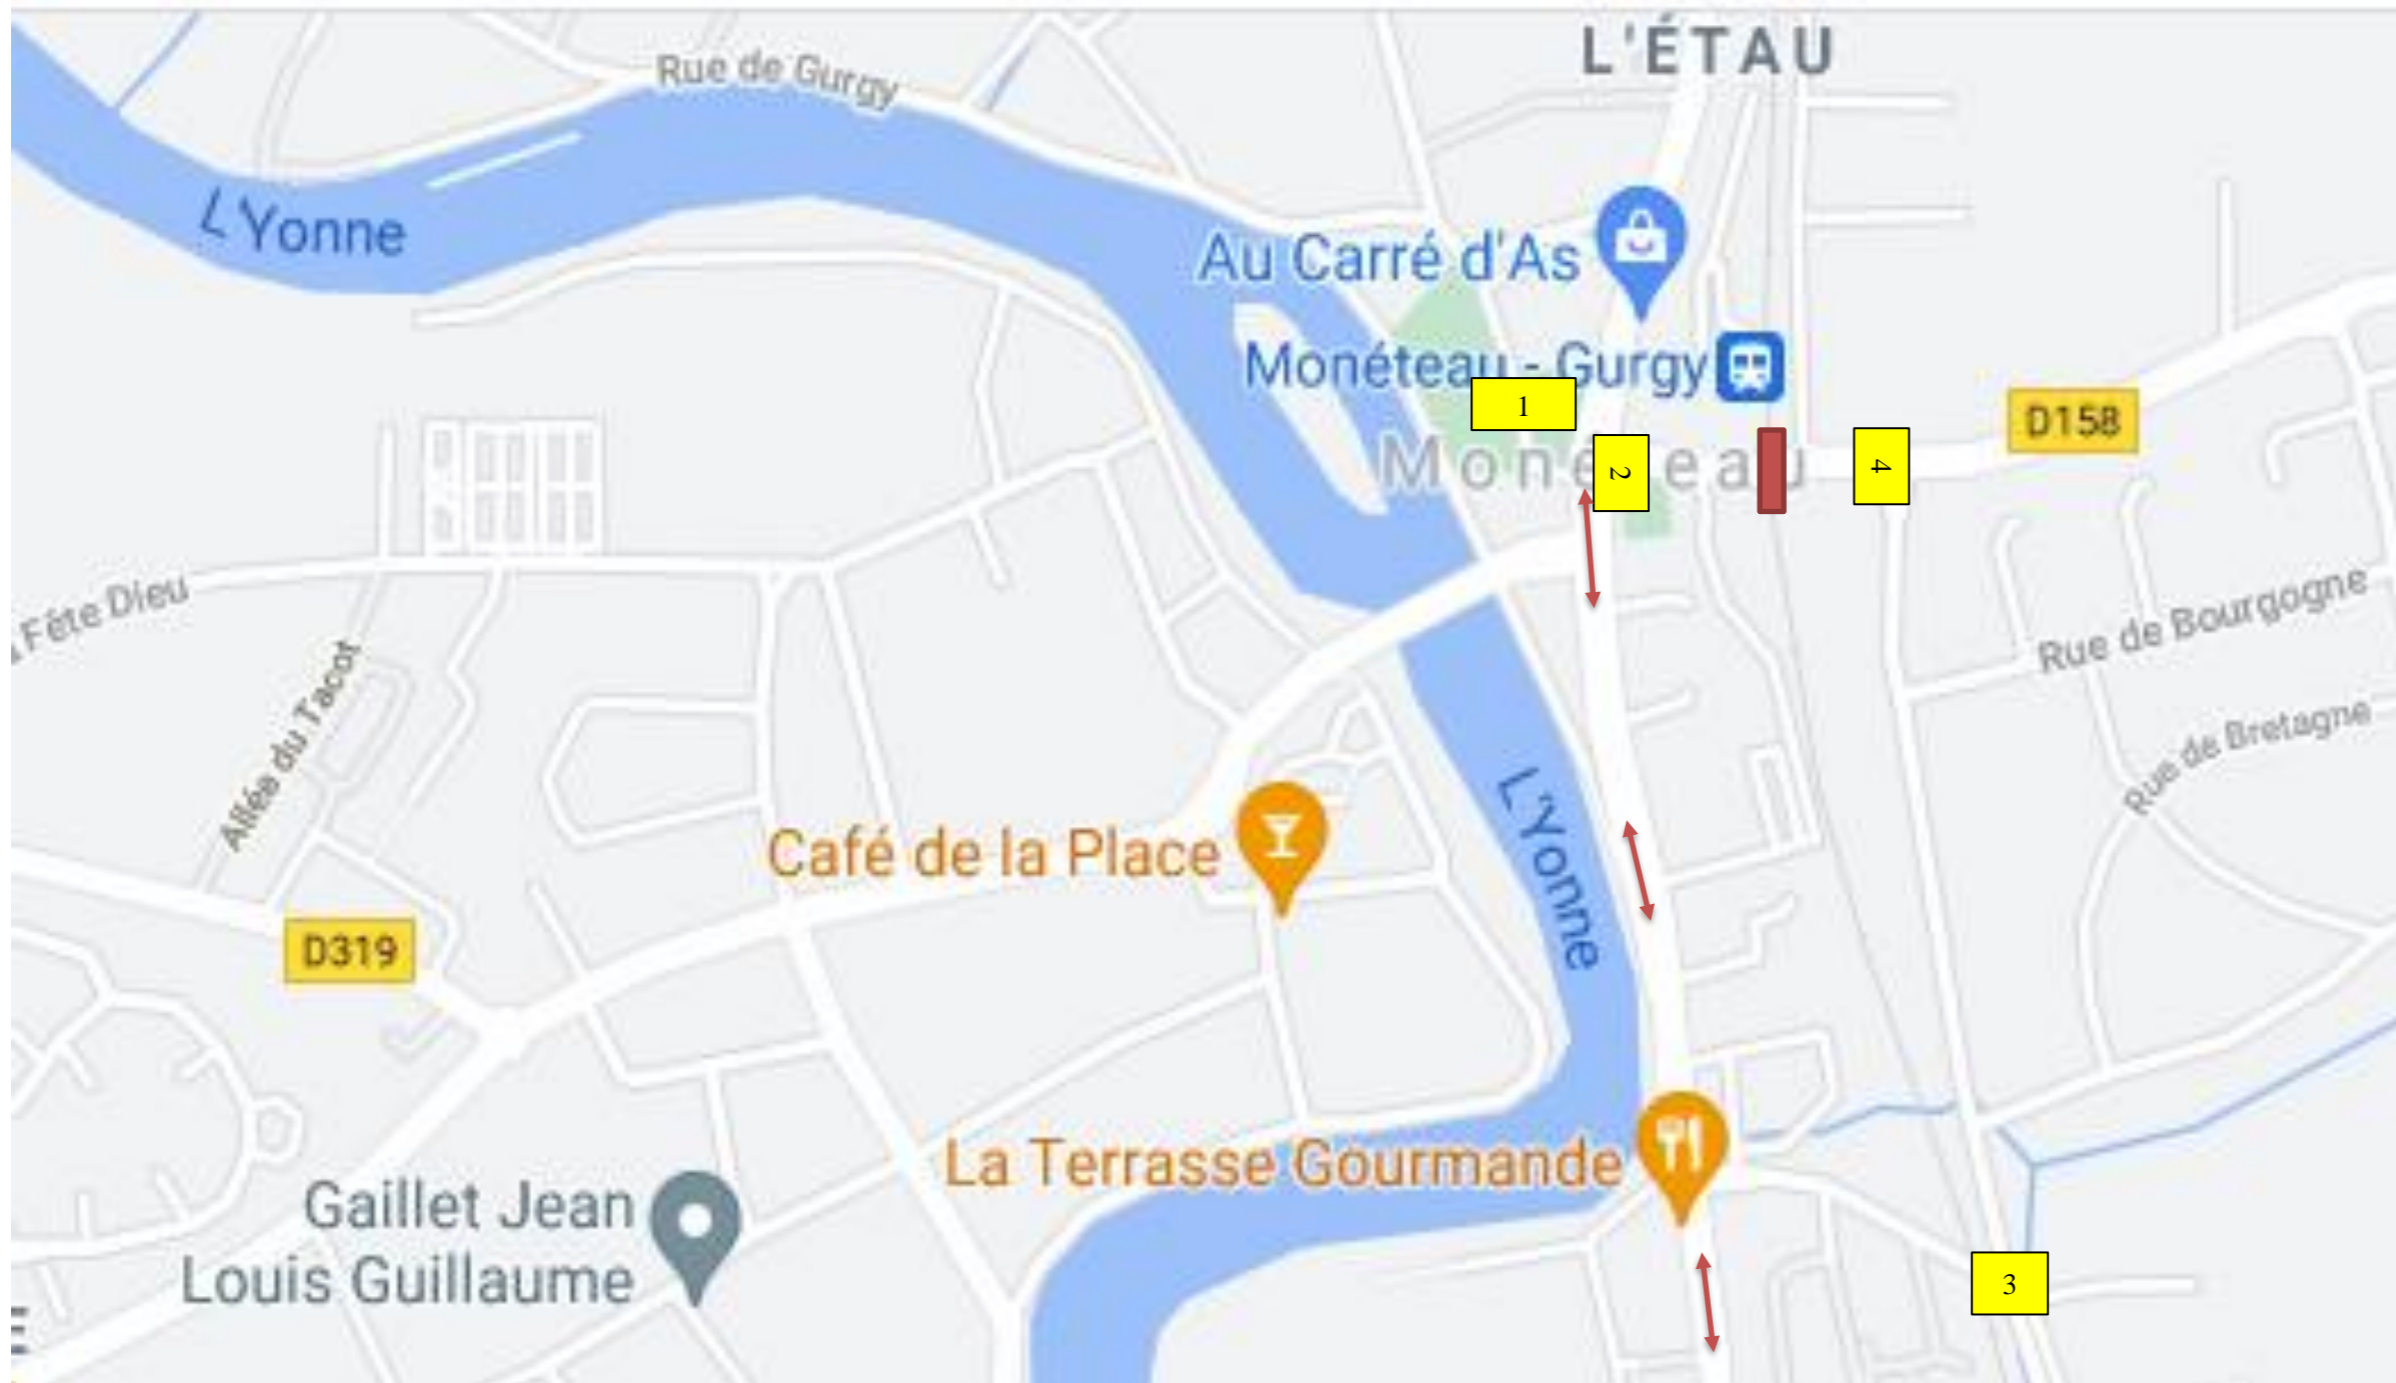 L'ÉTAU
Rue de Gurgy
L'Yonne
Au Carré d'As
Monéteau - Gurgy
1
D158
2
4
Fête Dieu
Rue de Bourgogne
Allée du Tacot
Rue de Bretagne
L'Yonne
Café de la Place
D319
La Terrasse Gourmande
Gaillet Jean
Louis Guillaume
3